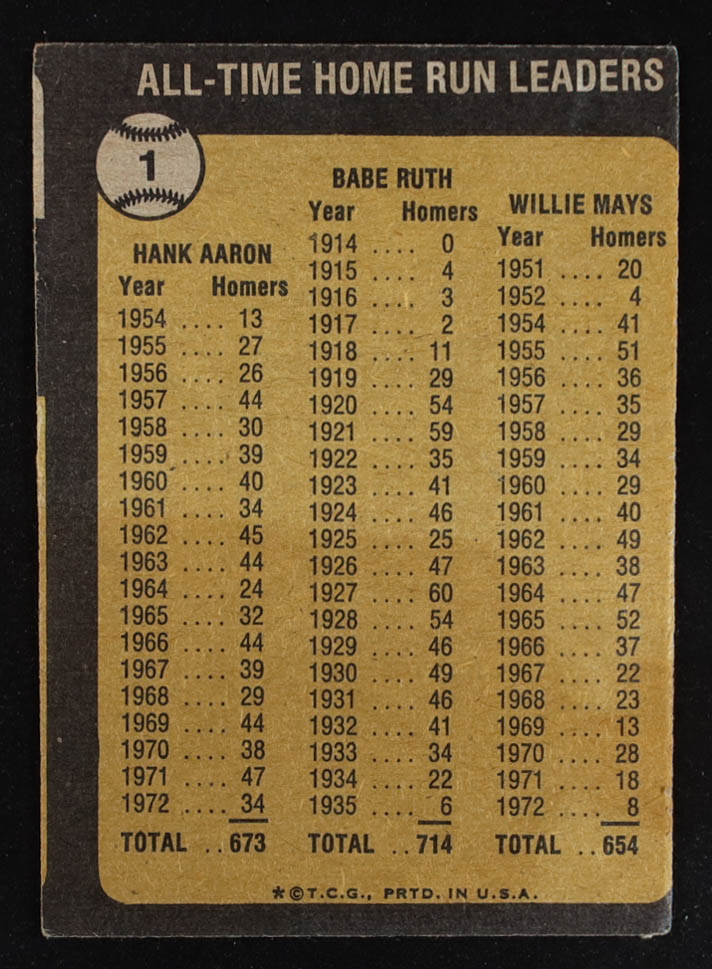 ALL-TIME HOME RUN LEADERS
1
HANK AARON
Year Homers
1954 .... 13
1955 .... 27
1956 .... 26
1957 .... 44
1958 .... 30
1959 .... 39
1960 .... 40
1961 .... 34
1962 .... 45
1963 .... 44
1964 .... 24
1965 .... 32
1966 .... 44
1967 .... 39
1968 .... 29
1969 .... 44
1970 .... 38
1971 .... 47
1972 .... 34
TOTAL .. 673
BABE RUTH
Year Homers
1914 .... 0
1915 .... 4
1916 .... 3
1917 .... 2
1918 .... 11
1919 .... 29
1920 .... 54
1921 .... 59
1922 .... 35
1923 .... 41
1924 .... 46
1925 .... 25
1926 .... 47
1927 .... 60
1928 .... 54
1929 .... 46
1930 .... 49
1931 .... 46
1932 .... 41
1933 .... 34
1934 .... 22
1935 .... 6
TOTAL .. 714
WILLIE MAYS
Year Homers
1951 .... 20
1952 .... 4
1954 .... 41
1955 .... 51
1956 .... 36
1957 .... 35
1958 .... 29
1959 .... 34
1960 .... 29
1961 .... 40
1962 .... 49
1963 .... 38
1964 .... 47
1965 .... 52
1966 .... 37
1967 .... 22
1968 .... 23
1969 .... 13
1970 .... 28
1971 .... 18
1972 .... 8
TOTAL .. 654
*©T.C.G., PRTD. IN U.S.A.